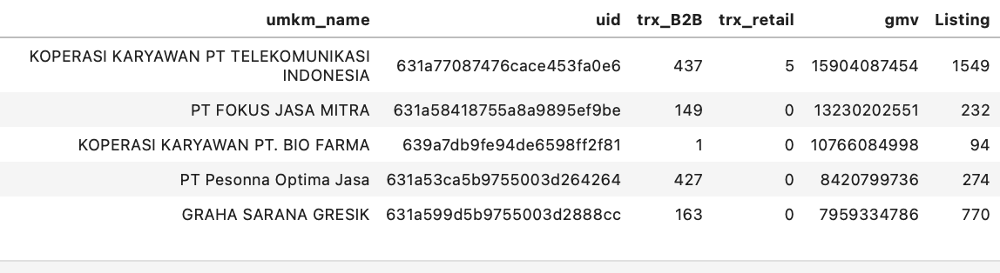 umkm_name uid trx_B2B trx_retail gmv Listing
KOPERASI KARYAWAN PT TELEKOMUNIKASI
INDONESIA 631a77087476cace453fa0e6 437 5 15904087454 1549
PT FOKUS JASA MITRA 631a58418755a8a9895ef9be 149 0 13230202551 232
KOPERASI KARYAWAN PT. BIO FARMA 639a7db9fe94de6598ff2f81 1 0 10766084998 94
PT Pesonna Optima Jasa 631a53ca5b9755003d264264 427 0 8420799736 274
GRAHA SARANA GRESIK 631a599d5b9755003d2888cc 163 0 7959334786 770